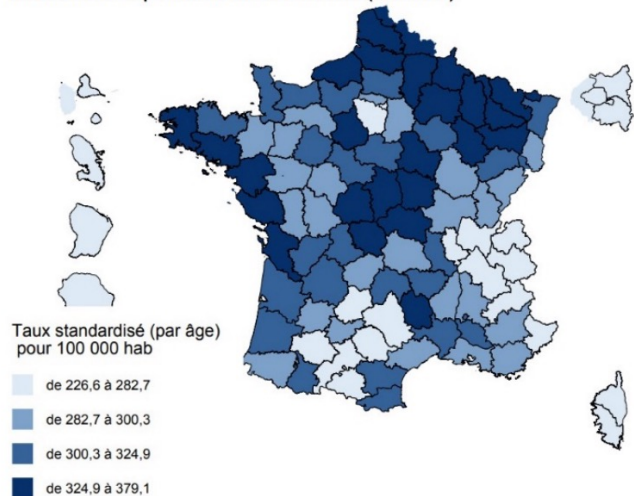 Taux standardisé (par âge)
pour 100 000 hab
de 226,6 à 282,7
de 282,7 à 300,3
de 300,3 à 324,9
de 324,9 à 379,1